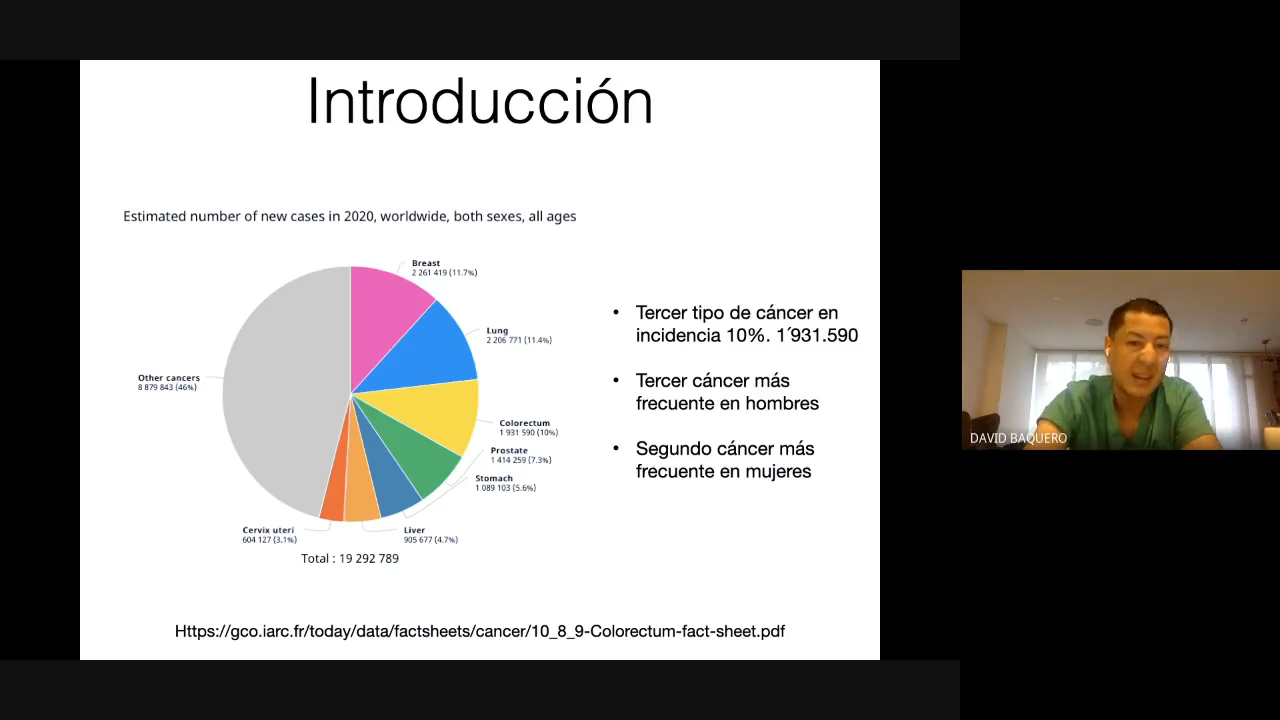 Introducción
Estimated number of new cases in 2020, worldwide, both sexes, all ages
Breast
2 261 419 (11.7%)
Lung
2 206 771 (11.4%)
Other cancers
8 879 843 (46%)
Colorectum
1 931 590 (10%)
Prostate
1 414 259 (7.3%)
Stomach
1 089 103 (5.6%)
Cervix uteri
604 127 (3.1%)
Liver
905 677 (4.7%)
Total : 19 292 789
• Tercer tipo de cáncer en
incidencia 10%. 1´931.590
• Tercer cáncer más
frecuente en hombres
• Segundo cáncer más
frecuente en mujeres
Https://gco.iarc.fr/today/data/factsheets/cancer/10_8_9-Colorectum-fact-sheet.pdf
DAVID BAQUERO